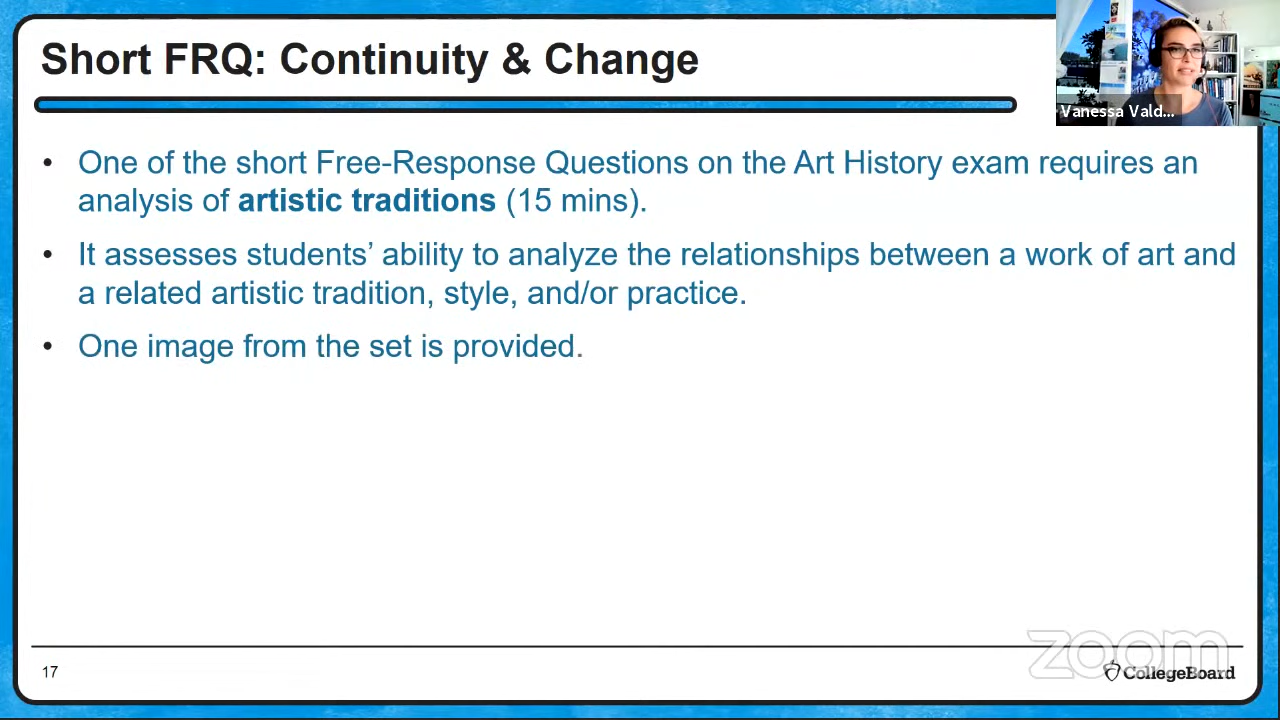 Short FRQ: Continuity & Change
Vanessa Vald...
• One of the short Free-Response Questions on the Art History exam requires an
analysis of artistic traditions (15 mins).
• It assesses students’ ability to analyze the relationships between a work of art and
a related artistic tradition, style, and/or practice.
• One image from the set is provided.
zoom
17
CollegeBoard